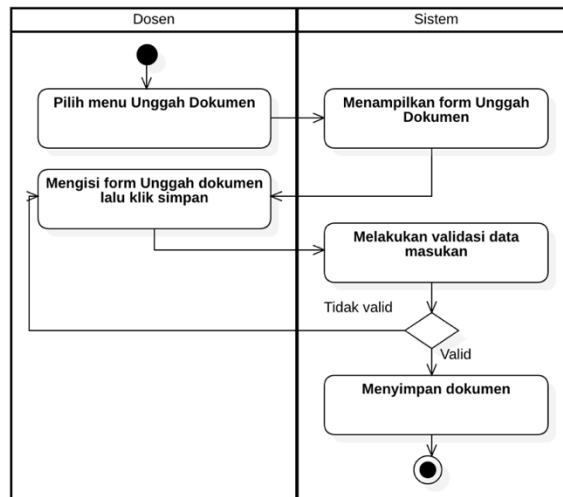 Dosen
Sistem
Pilih menu Unggah Dokumen
Menampilkan form Unggah
Dokumen
Mengisi form Unggah dokumen
lalu klik simpan
Melakukan validasi data
masukan
Tidak valid
Valid
Menyimpan dokumen